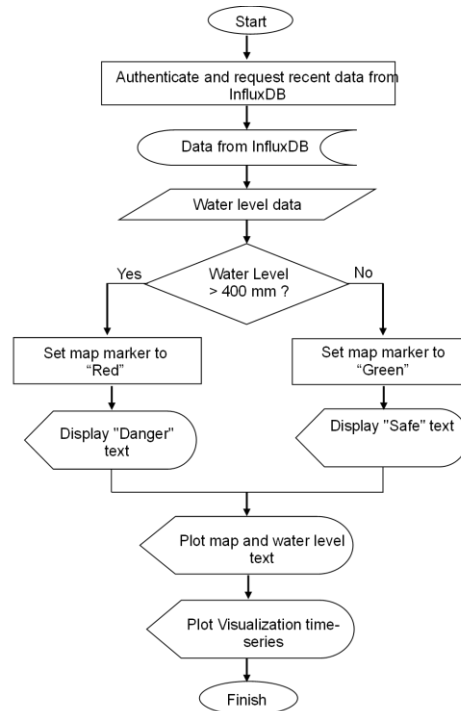 Start
Authenticate and request recent data from
InfluxDB
Data from InfluxDB
Water level data
Yes
Water Level
> 400 mm ?
No
Set map marker to
“Red”
Set map marker to
“Green”
Display "Danger"
text
Display "Safe" text
Plot map and water level
text
Plot Visualization time-
series
Finish